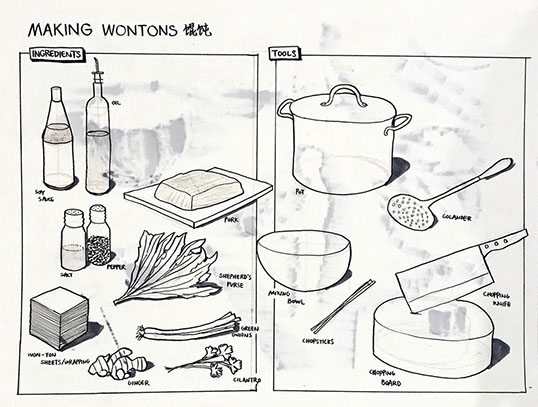 MAKING WONTONS 馄饨
INGREDIENTS
TOOLS
OIL
SOY
SAUCE
PORK
SALT
PEPPER
SHEPHERD'S
PURSE
WON-TON
SHEETS/WRAPPING
GREEN
ONIONS
GINGER
CILANTRO
POT
COLANDER
MIXING
BOWL
CHOPSTICKS
CHOPPING
KNIFE
CHOPPING
BOARD